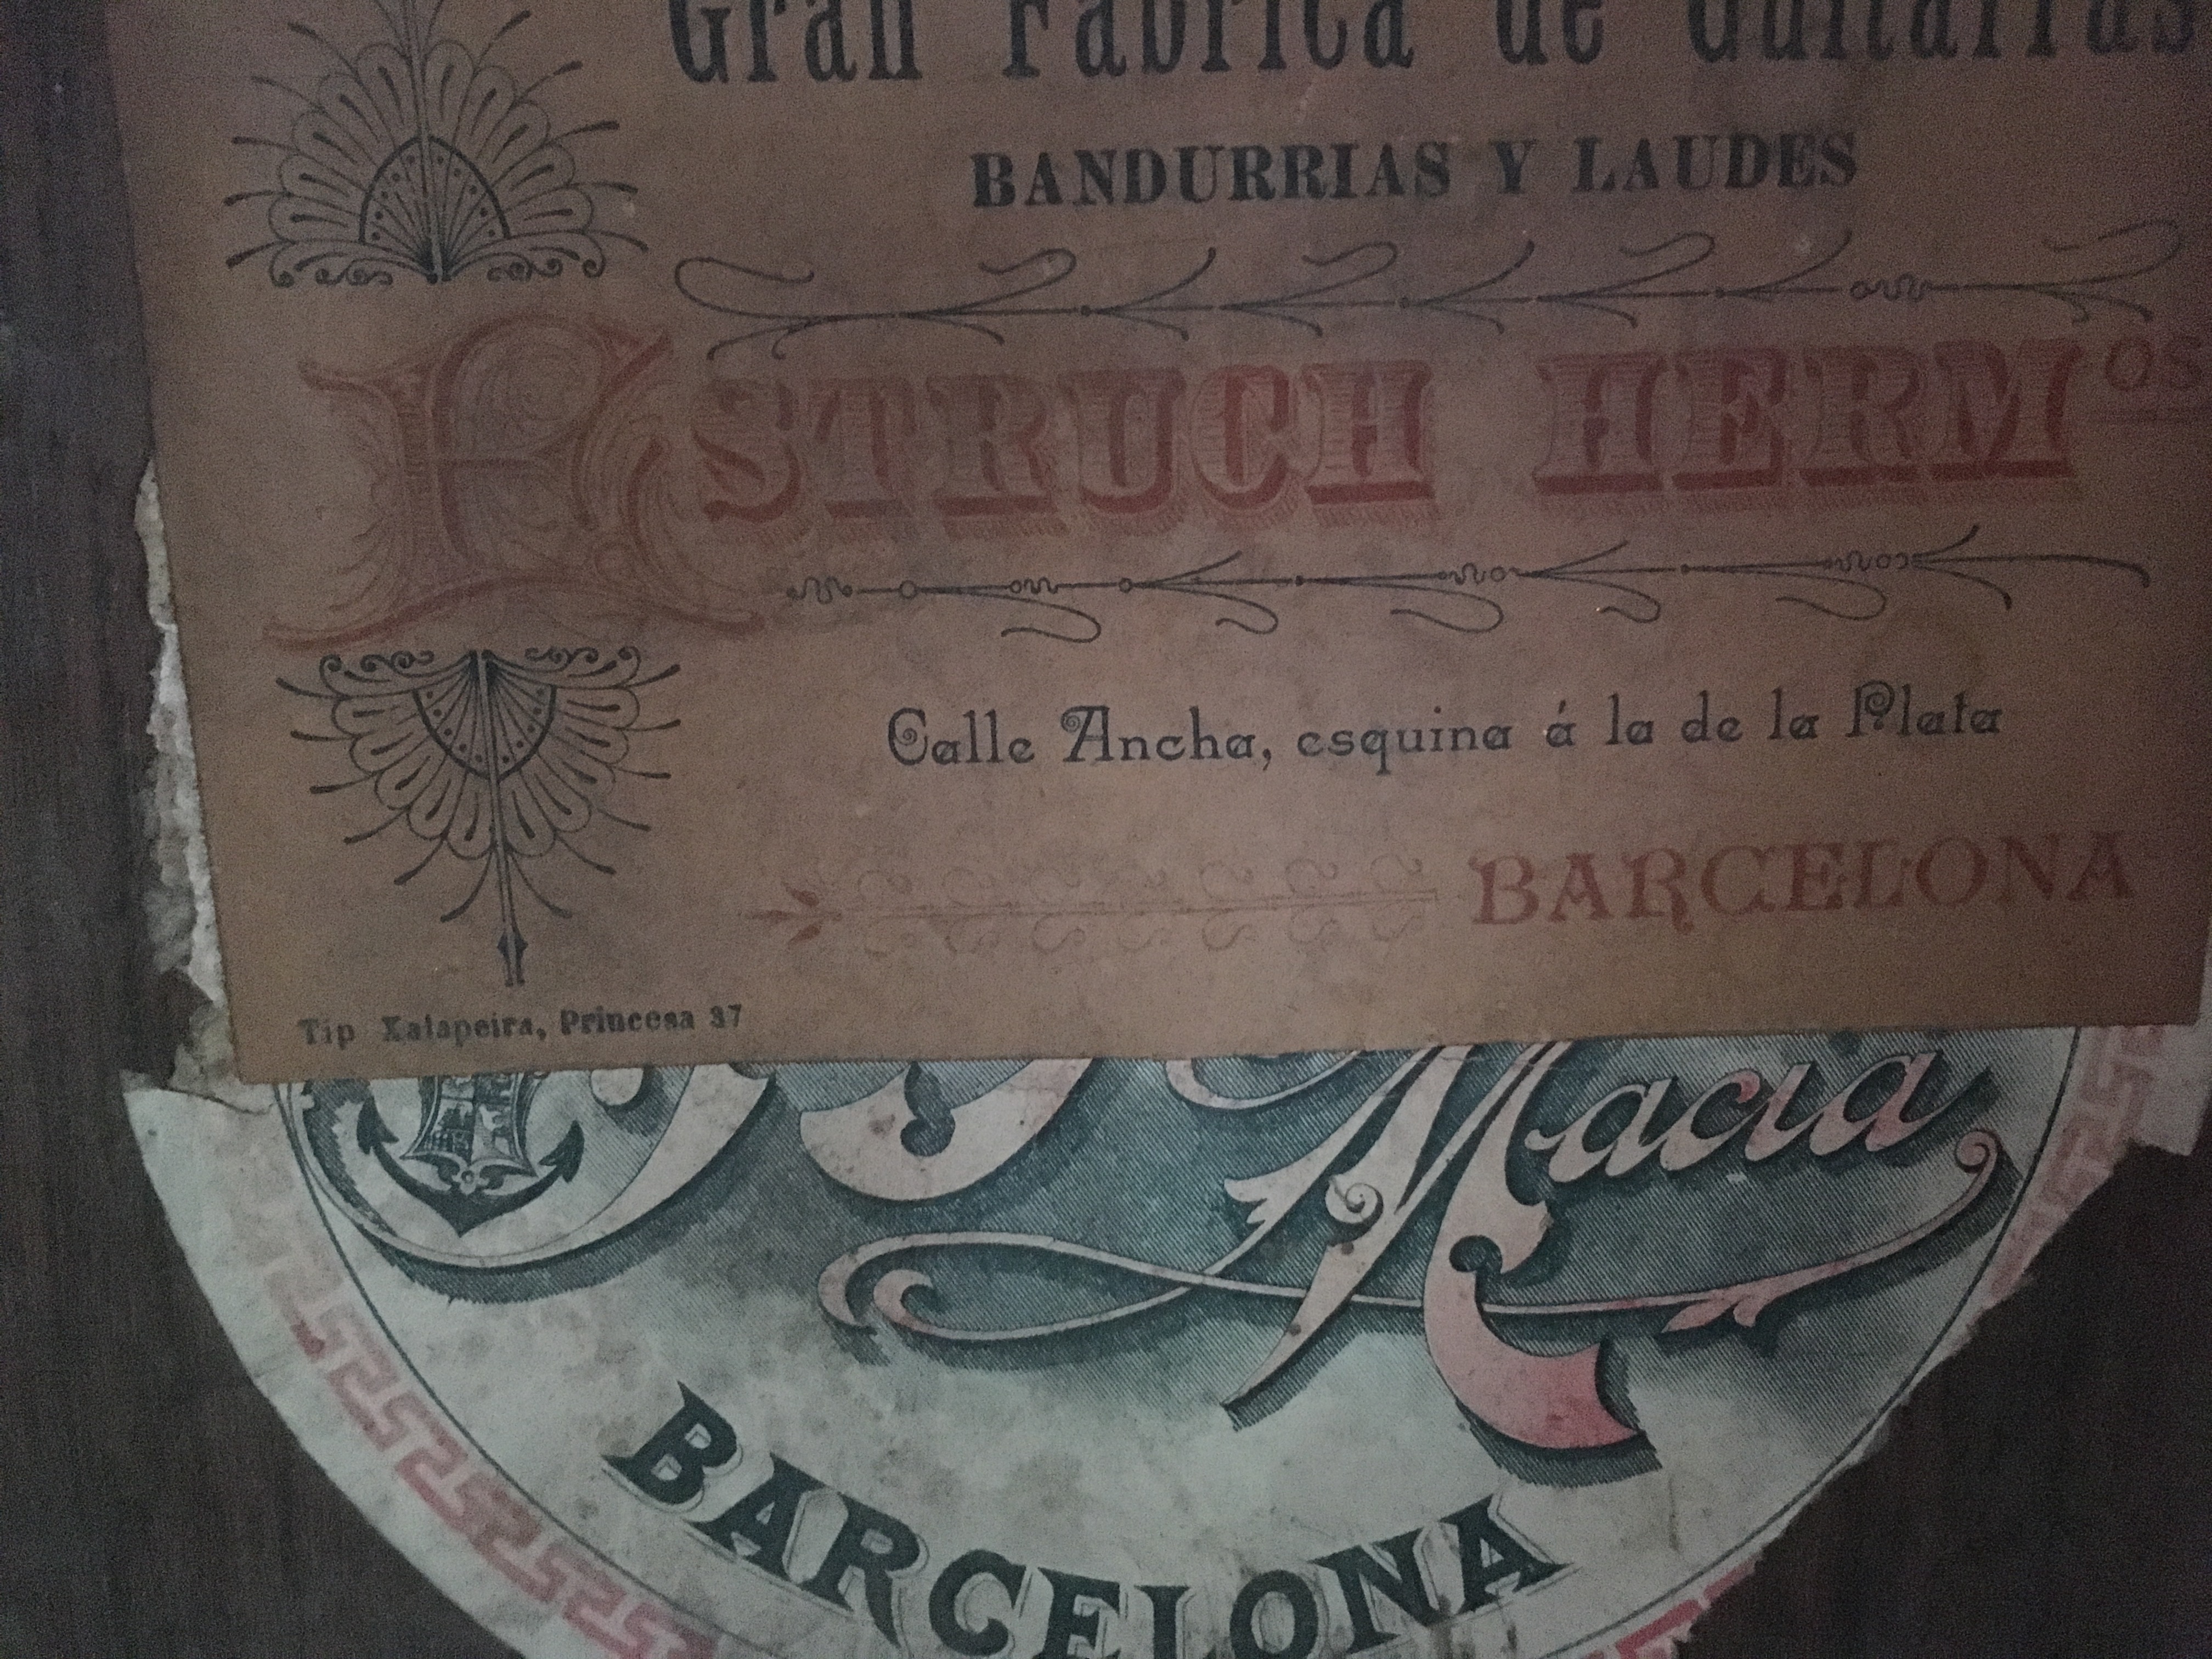 Gran Fábrica de Guitarras
BANDURRIAS Y LAUDES
ESTRUCH HERMOS
Calle Ancha, esquina á la de la Plata
BARCELONA
Tip Xalapeira, Princesa 37
Macia
BARCELONA